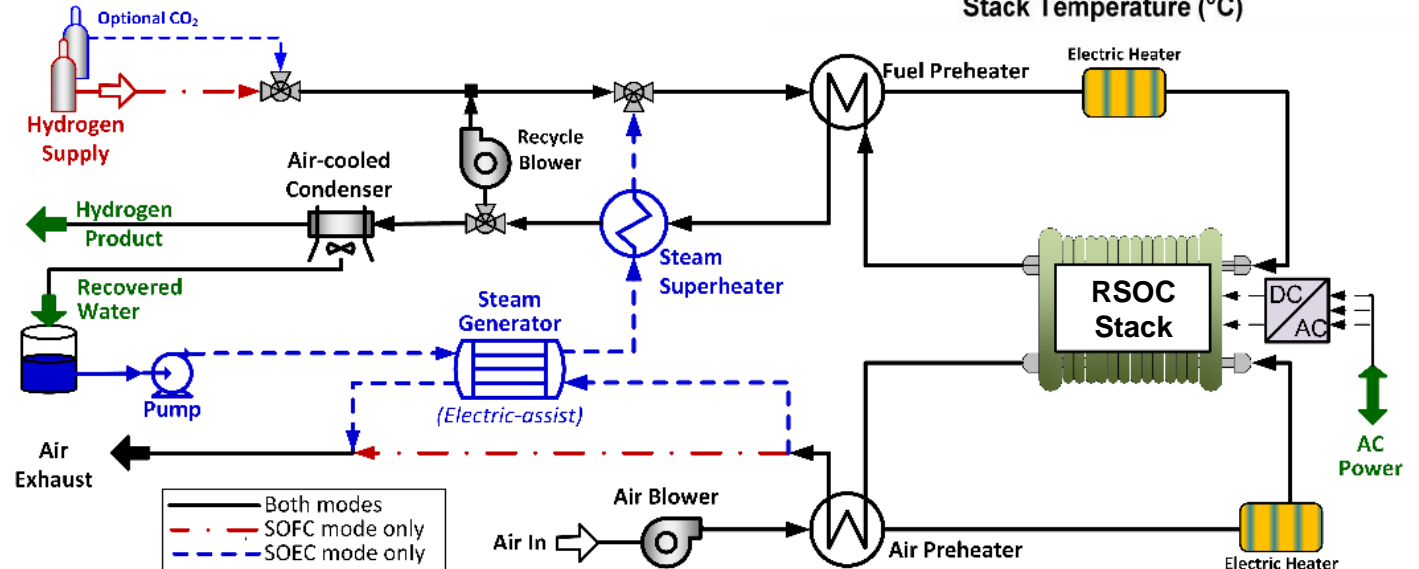 Stack Temperature (°C)
Optional CO₂
Electric Heater
Fuel Preheater
Hydrogen
Supply
Recycle
Blower
Air-cooled
Condenser
Hydrogen
Product
Steam
Superheater
Recovered
Water
RSOC
Stack
DC
AC
Steam
Generator
Pump
(Electric-assist)
AC
Power
Air
Exhaust
Both modes
SOFC mode only
SOEC mode only
Air Blower
Air In
Air Preheater
Electric Heater